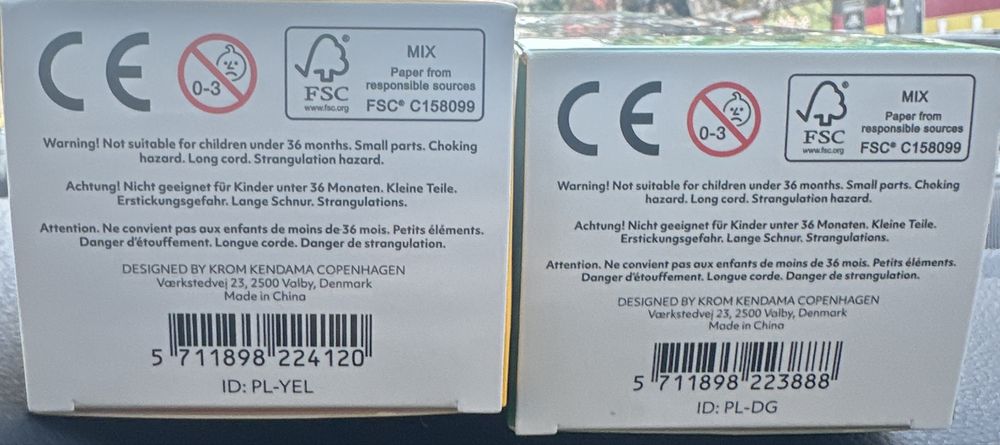 CE
0-3
FSC
www.fsc.org
MIX
Paper from
responsible sources
FSC® C158099
Warning! Not suitable for children under 36 months. Small parts. Choking
hazard. Long cord. Strangulation hazard.
Achtung! Nicht geeignet für Kinder unter 36 Monaten. Kleine Teile.
Erstickungsgefahr. Lange Schnur. Strangulations.
Attention. Ne convient pas aux enfants de moins de 36 mois. Petits éléments.
Danger d'étouffement. Longue corde. Danger de strangulation.
DESIGNED BY KROM KENDAMA COPENHAGEN
Værkstedvej 23, 2500 Valby, Denmark
Made in China
5 711898 224120
ID: PL-YEL
CE
0-3
FSC
www.fsc.org
MIX
Paper from
responsible sources
FSC® C158099
Warning! Not suitable for children under 36 months. Small parts. Choking
hazard. Long cord. Strangulation hazard.
Achtung! Nicht geeignet für Kinder unter 36 Monaten. Kleine Teile.
Erstickungsgefahr. Lange Schnur. Strangulations.
Attention. Ne convient pas aux enfants de moins de 36 mois. Petits éléments.
Danger d'étouffement. Longue corde. Danger de strangulation.
DESIGNED BY KROM KENDAMA COPENHAGEN
Værkstedvej 23, 2500 Valby, Denmark
Made in China
5 711898 223888
ID: PL-DG